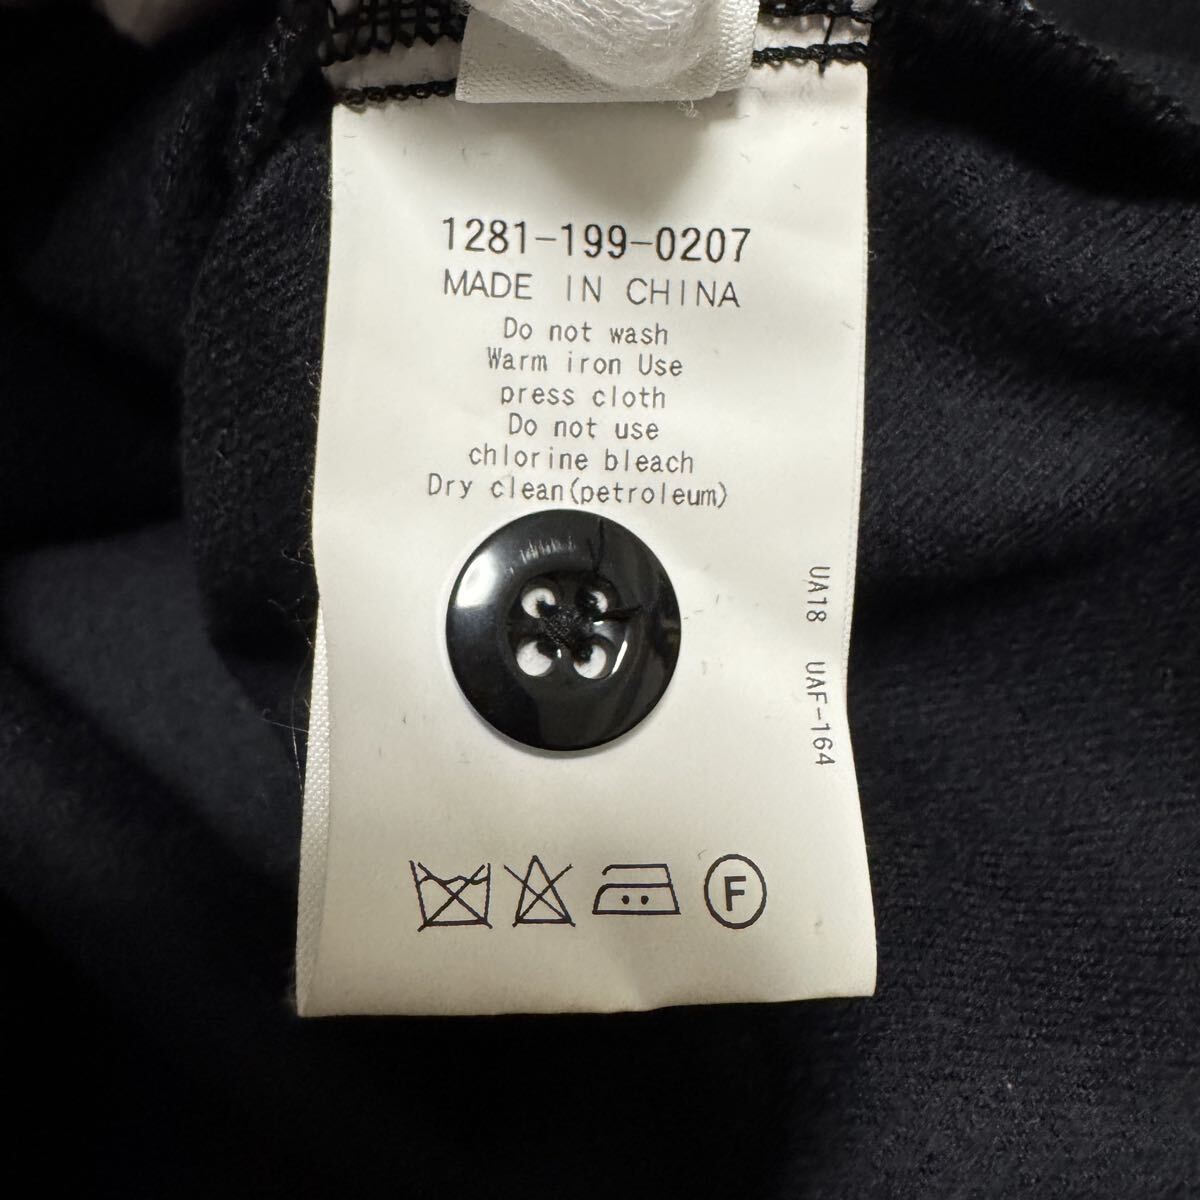 1281-199-0207
MADE IN CHINA
Do not wash
Warm iron Use
press cloth
Do not use
chlorine bleach
Dry clean(petroleum)
UA18 UAF-164
F